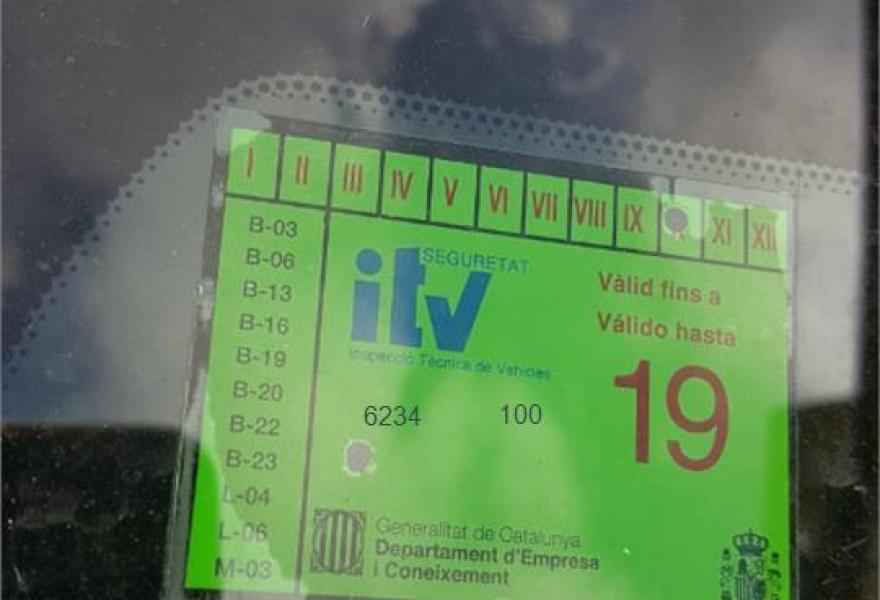 I II III IV V VI VII VIII IX XI XII
B-03
B-06
B-13
B-16
B-19
B-20
B-22
B-23
L-04
L-06
M-03
SEGURETAT
itv
Inspecció Tècnica de Vehicles
Vàlid fins a
Válido hasta
19
6234 100
Generalitat de Catalunya
Departament d'Empresa
i Coneixement